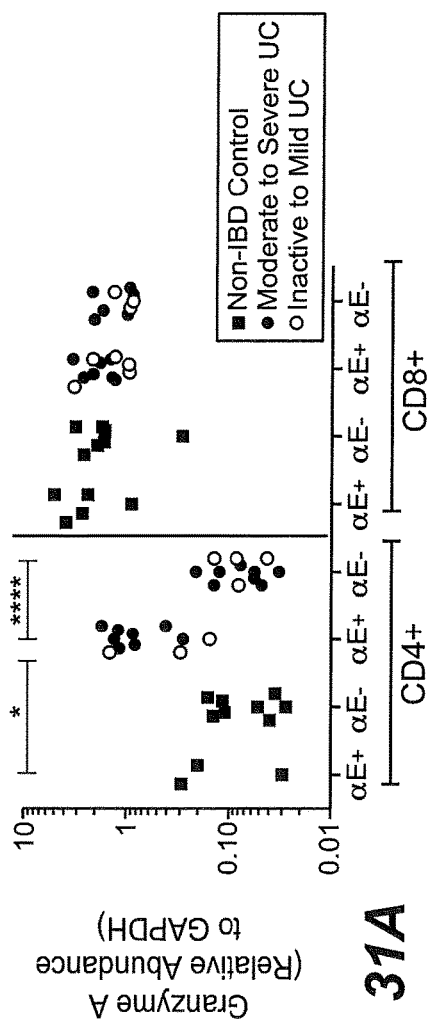 Granzyme A
(Relative Abundance
to GAPDH)
10
1
0.10
0.01
*
****
■ Non-IBD Control
● Moderate to Severe UC
○ Inactive to Mild UC
αE+ αE- αE+ αE- αE+ αE- αE+ αE-
CD4+ CD8+
31A